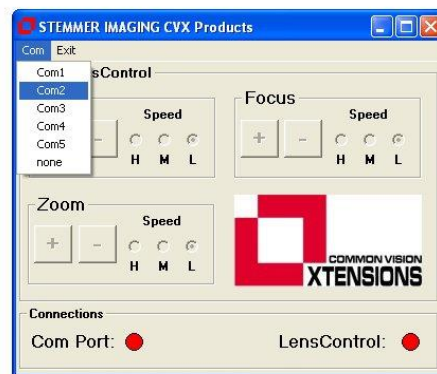 STEMMER IMAGING CVX Products
Com Exit
Com1
Com2
Com3
Com4
Com5
none
sControl
Speed
-
H M L
Focus
Speed
+ -
H M L
Zoom
Speed
+ -
H M L
COMMON VISION
XTENSIONS
Connections
Com Port:
LensControl: